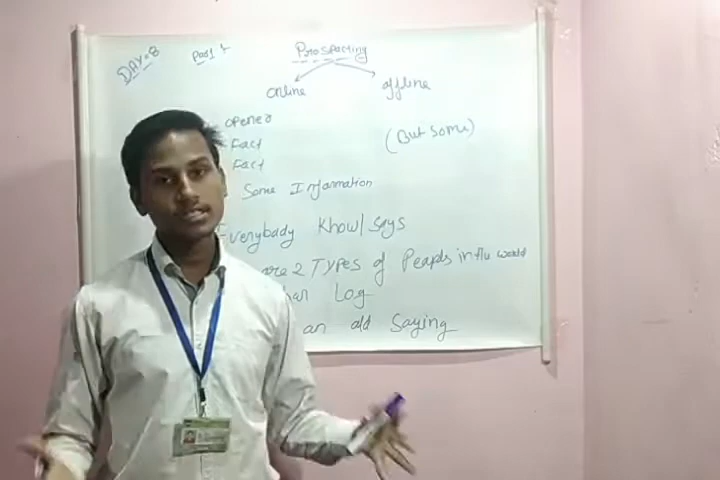 DAY-8
Part 1
Prospecting
online offline
opener
Fact
(But some)
Fact
Some Information
Everybody Know/says
are 2 Types of Peoples in the world
Log
an old Saying